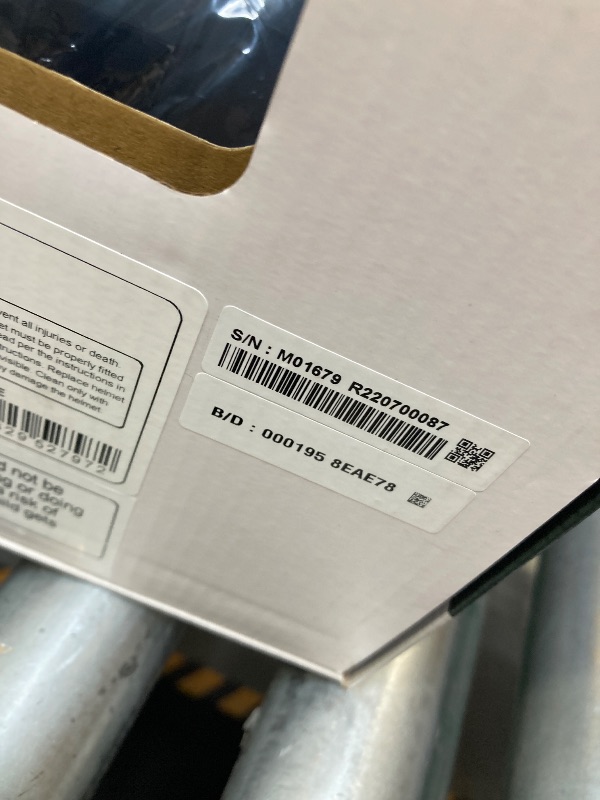 vent all injuries or death.
et must be properly fitted
ead per the instructions in
structions. Replace helmet
visible. Clean only with
y damage the helmet.
S/N : M01679 R220700087
B/D : 000195 8EAE78
d not be
g or doing
risk of
gets